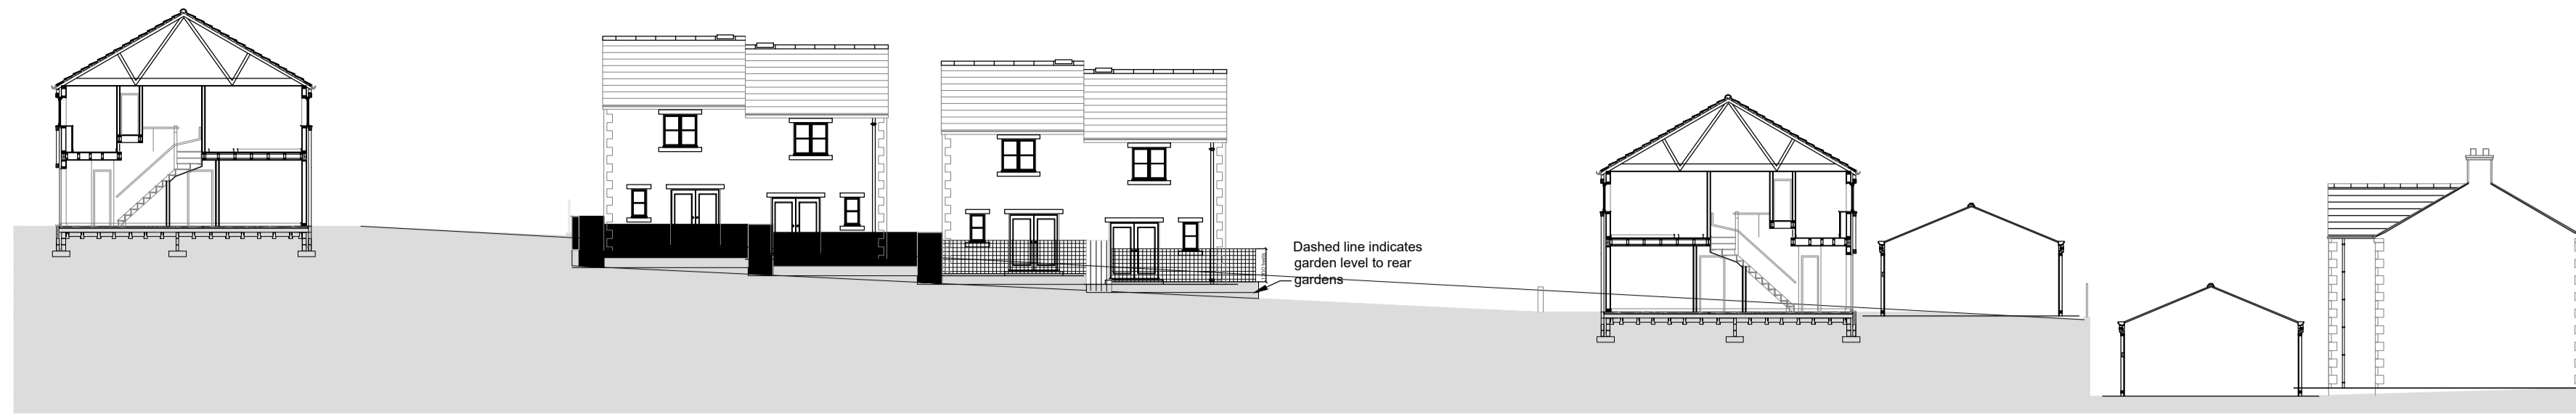 Dashed line indicates
garden level to rear
gardens